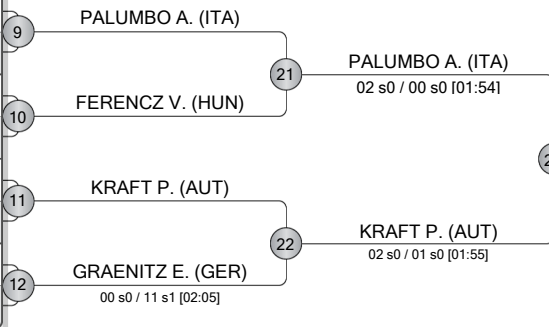 PALUMBO A. (ITA)
9
21
PALUMBO A. (ITA)
02 s0 / 00 s0 [01:54]
FERENCZ V. (HUN)
10
KRAFT P. (AUT)
11
22
KRAFT P. (AUT)
02 s0 / 01 s0 [01:55]
GRAENITZ E. (GER)
12
00 s0 / 11 s1 [02:05]